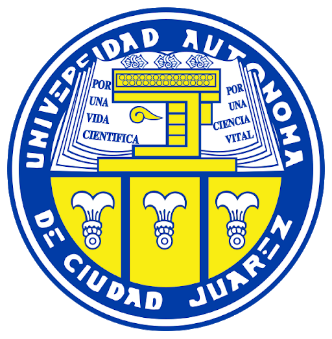 UNIVERSIDAD AUTONOMA
POR
UNA
VIDA
CIENTIFICA
POR
UNA
CIENCIA
VITAL
DE CIUDAD JUAREZ